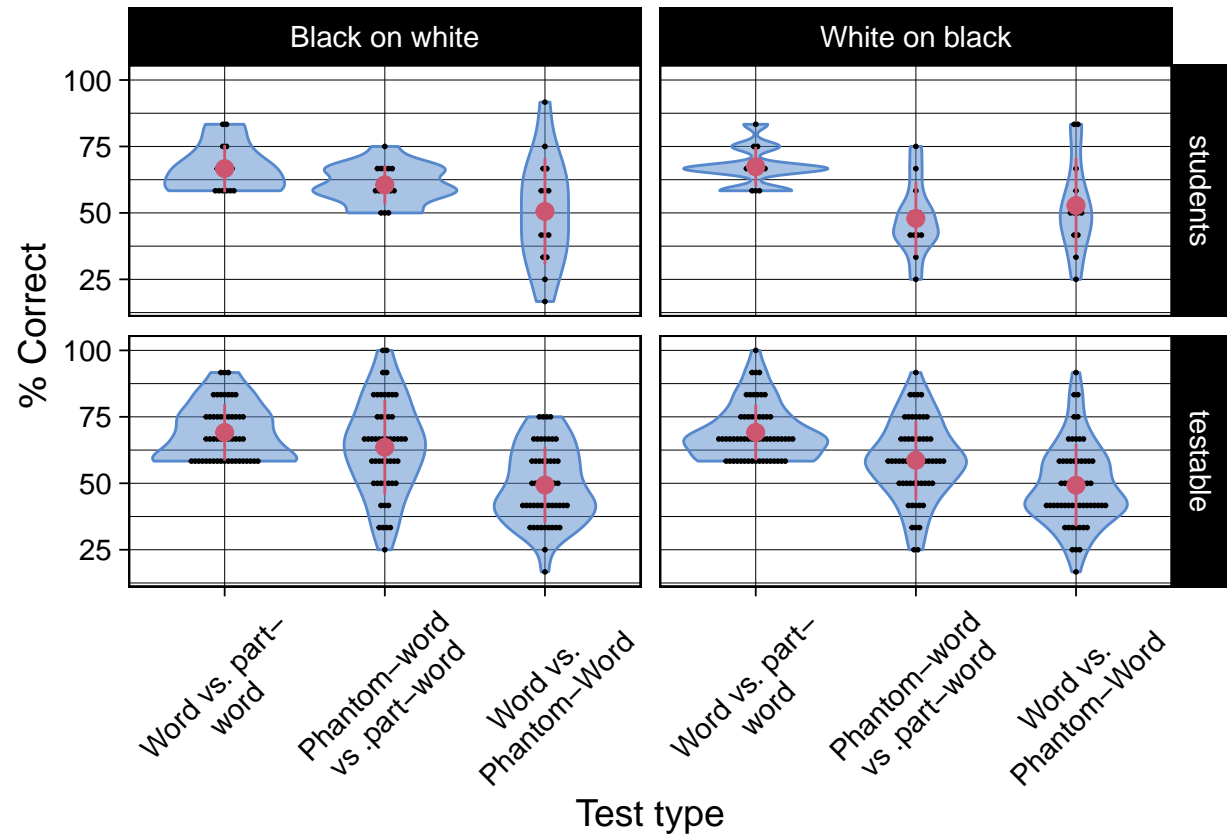 Black on white
White on black
100
75
50
25
students
% Correct
100
75
50
25
testable
Word vs. part–
word
Phantom–word
vs .part–word
Word vs.
Phantom–Word
Word vs. part–
word
Phantom–word
vs .part–word
Word vs.
Phantom–Word
Test type